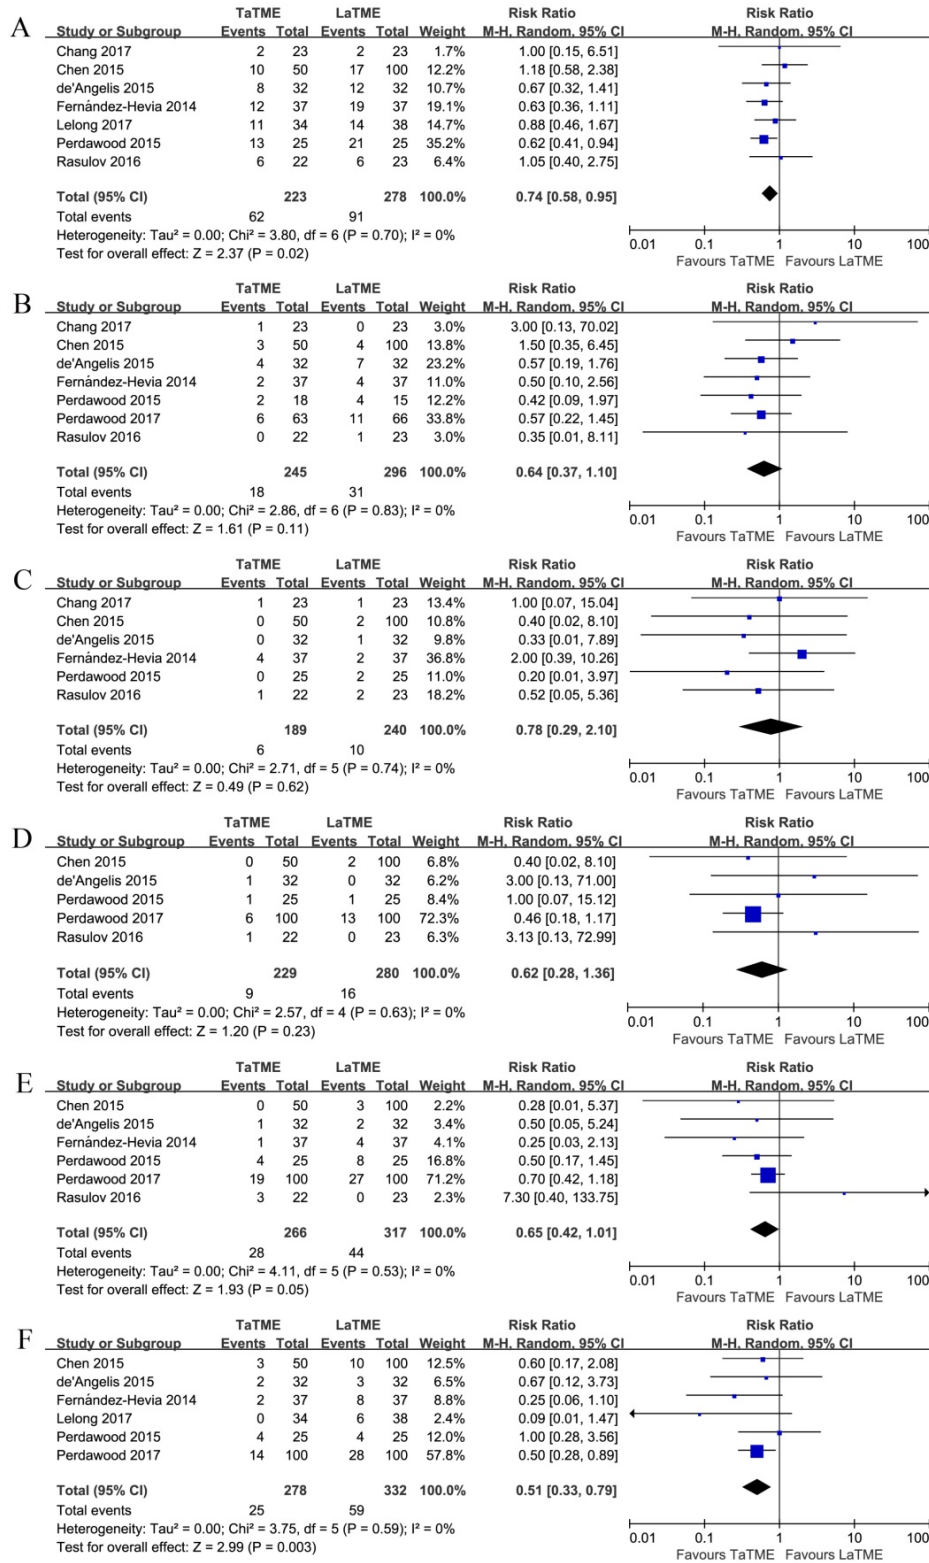 A
TaTME LaTME Risk Ratio Risk Ratio
Study or Subgroup Events Total Events Total Weight M-H, Random, 95% CI M-H, Random, 95% CI
Chang 2017 2 23 2 23 1.7% 1.00 [0.15, 6.51]
Chen 2015 10 50 17 100 12.2% 1.18 [0.58, 2.38]
de'Angelis 2015 8 32 12 32 10.7% 0.67 [0.32, 1.41]
Fernández-Hevia 2014 12 37 19 37 19.1% 0.63 [0.36, 1.11]
Lelong 2017 11 34 14 38 14.7% 0.88 [0.46, 1.67]
Perdawood 2015 13 25 21 25 35.2% 0.62 [0.41, 0.94]
Rasulov 2016 6 22 6 23 6.4% 1.05 [0.40, 2.75]
Total (95% CI) 223 278 100.0% 0.74 [0.58, 0.95]
Total events 62 91
Heterogeneity: Tau² = 0.00; Chi² = 3.80, df = 6 (P = 0.70); I² = 0%
Test for overall effect: Z = 2.37 (P = 0.02)
0.01 0.1 1 10 100
Favours TaTME Favours LaTME
B
TaTME LaTME Risk Ratio Risk Ratio
Study or Subgroup Events Total Events Total Weight M-H, Random, 95% CI M-H, Random, 95% CI
Chang 2017 1 23 0 23 3.0% 3.00 [0.13, 70.02]
Chen 2015 3 50 4 100 13.8% 1.50 [0.35, 6.45]
de'Angelis 2015 4 32 7 32 23.2% 0.57 [0.19, 1.76]
Fernández-Hevia 2014 2 37 4 37 11.0% 0.50 [0.10, 2.56]
Perdawood 2015 2 18 4 15 12.2% 0.42 [0.09, 1.97]
Perdawood 2017 6 63 11 66 33.8% 0.57 [0.22, 1.45]
Rasulov 2016 0 22 1 23 3.0% 0.35 [0.01, 8.11]
Total (95% CI) 245 296 100.0% 0.64 [0.37, 1.10]
Total events 18 31
Heterogeneity: Tau² = 0.00; Chi² = 2.86, df = 6 (P = 0.83); I² = 0%
Test for overall effect: Z = 1.61 (P = 0.11)
0.01 0.1 1 10 100
Favours TaTME Favours LaTME
C
TaTME LaTME Risk Ratio Risk Ratio
Study or Subgroup Events Total Events Total Weight M-H, Random, 95% CI M-H, Random, 95% CI
Chang 2017 1 23 1 23 13.4% 1.00 [0.07, 15.04]
Chen 2015 0 50 2 100 10.8% 0.40 [0.02, 8.10]
de'Angelis 2015 0 32 1 32 9.8% 0.33 [0.01, 7.89]
Fernández-Hevia 2014 4 37 2 37 36.8% 2.00 [0.39, 10.26]
Perdawood 2015 0 25 2 25 11.0% 0.20 [0.01, 3.97]
Rasulov 2016 1 22 2 23 18.2% 0.52 [0.05, 5.36]
Total (95% CI) 189 240 100.0% 0.78 [0.29, 2.10]
Total events 6 10
Heterogeneity: Tau² = 0.00; Chi² = 2.71, df = 5 (P = 0.74); I² = 0%
Test for overall effect: Z = 0.49 (P = 0.62)
0.01 0.1 1 10 100
Favours TaTME Favours LaTME
D
TaTME LaTME Risk Ratio Risk Ratio
Study or Subgroup Events Total Events Total Weight M-H, Random, 95% CI M-H, Random, 95% CI
Chen 2015 0 50 2 100 6.8% 0.40 [0.02, 8.10]
de'Angelis 2015 1 32 0 32 6.2% 3.00 [0.13, 71.00]
Perdawood 2015 1 25 1 25 8.4% 1.00 [0.07, 15.12]
Perdawood 2017 6 100 13 100 72.3% 0.46 [0.18, 1.17]
Rasulov 2016 1 22 0 23 6.3% 3.13 [0.13, 72.99]
Total (95% CI) 229 280 100.0% 0.62 [0.28, 1.36]
Total events 9 16
Heterogeneity: Tau² = 0.00; Chi² = 2.57, df = 4 (P = 0.63); I² = 0%
Test for overall effect: Z = 1.20 (P = 0.23)
0.01 0.1 1 10 100
Favours TaTME Favours LaTME
E
TaTME LaTME Risk Ratio Risk Ratio
Study or Subgroup Events Total Events Total Weight M-H, Random, 95% CI M-H, Random, 95% CI
Chen 2015 0 50 3 100 2.2% 0.28 [0.01, 5.37]
de'Angelis 2015 1 32 2 32 3.4% 0.50 [0.05, 5.24]
Fernández-Hevia 2014 1 37 4 37 4.1% 0.25 [0.03, 2.13]
Perdawood 2015 4 25 8 25 16.8% 0.50 [0.17, 1.45]
Perdawood 2017 19 100 27 100 71.2% 0.70 [0.42, 1.18]
Rasulov 2016 3 22 0 23 2.3% 7.30 [0.40, 133.75]
Total (95% CI) 266 317 100.0% 0.65 [0.42, 1.01]
Total events 28 44
Heterogeneity: Tau² = 0.00; Chi² = 4.11, df = 5 (P = 0.53); I² = 0%
Test for overall effect: Z = 1.93 (P = 0.05)
0.01 0.1 1 10 100
Favours TaTME Favours LaTME
F
TaTME LaTME Risk Ratio Risk Ratio
Study or Subgroup Events Total Events Total Weight M-H, Random, 95% CI M-H, Random, 95% CI
Chen 2015 3 50 10 100 12.5% 0.60 [0.17, 2.08]
de'Angelis 2015 2 32 3 32 6.5% 0.67 [0.12, 3.73]
Fernández-Hevia 2014 2 37 8 37 8.8% 0.25 [0.06, 1.10]
Lelong 2017 0 34 6 38 2.4% 0.09 [0.01, 1.47]
Perdawood 2015 4 25 4 25 12.0% 1.00 [0.28, 3.56]
Perdawood 2017 14 100 28 100 57.8% 0.50 [0.28, 0.89]
Total (95% CI) 278 332 100.0% 0.51 [0.33, 0.79]
Total events 25 59
Heterogeneity: Tau² = 0.00; Chi² = 3.75, df = 5 (P = 0.59); I² = 0%
Test for overall effect: Z = 2.99 (P = 0.003)
0.01 0.1 1 10 100
Favours TaTME Favours LaTME